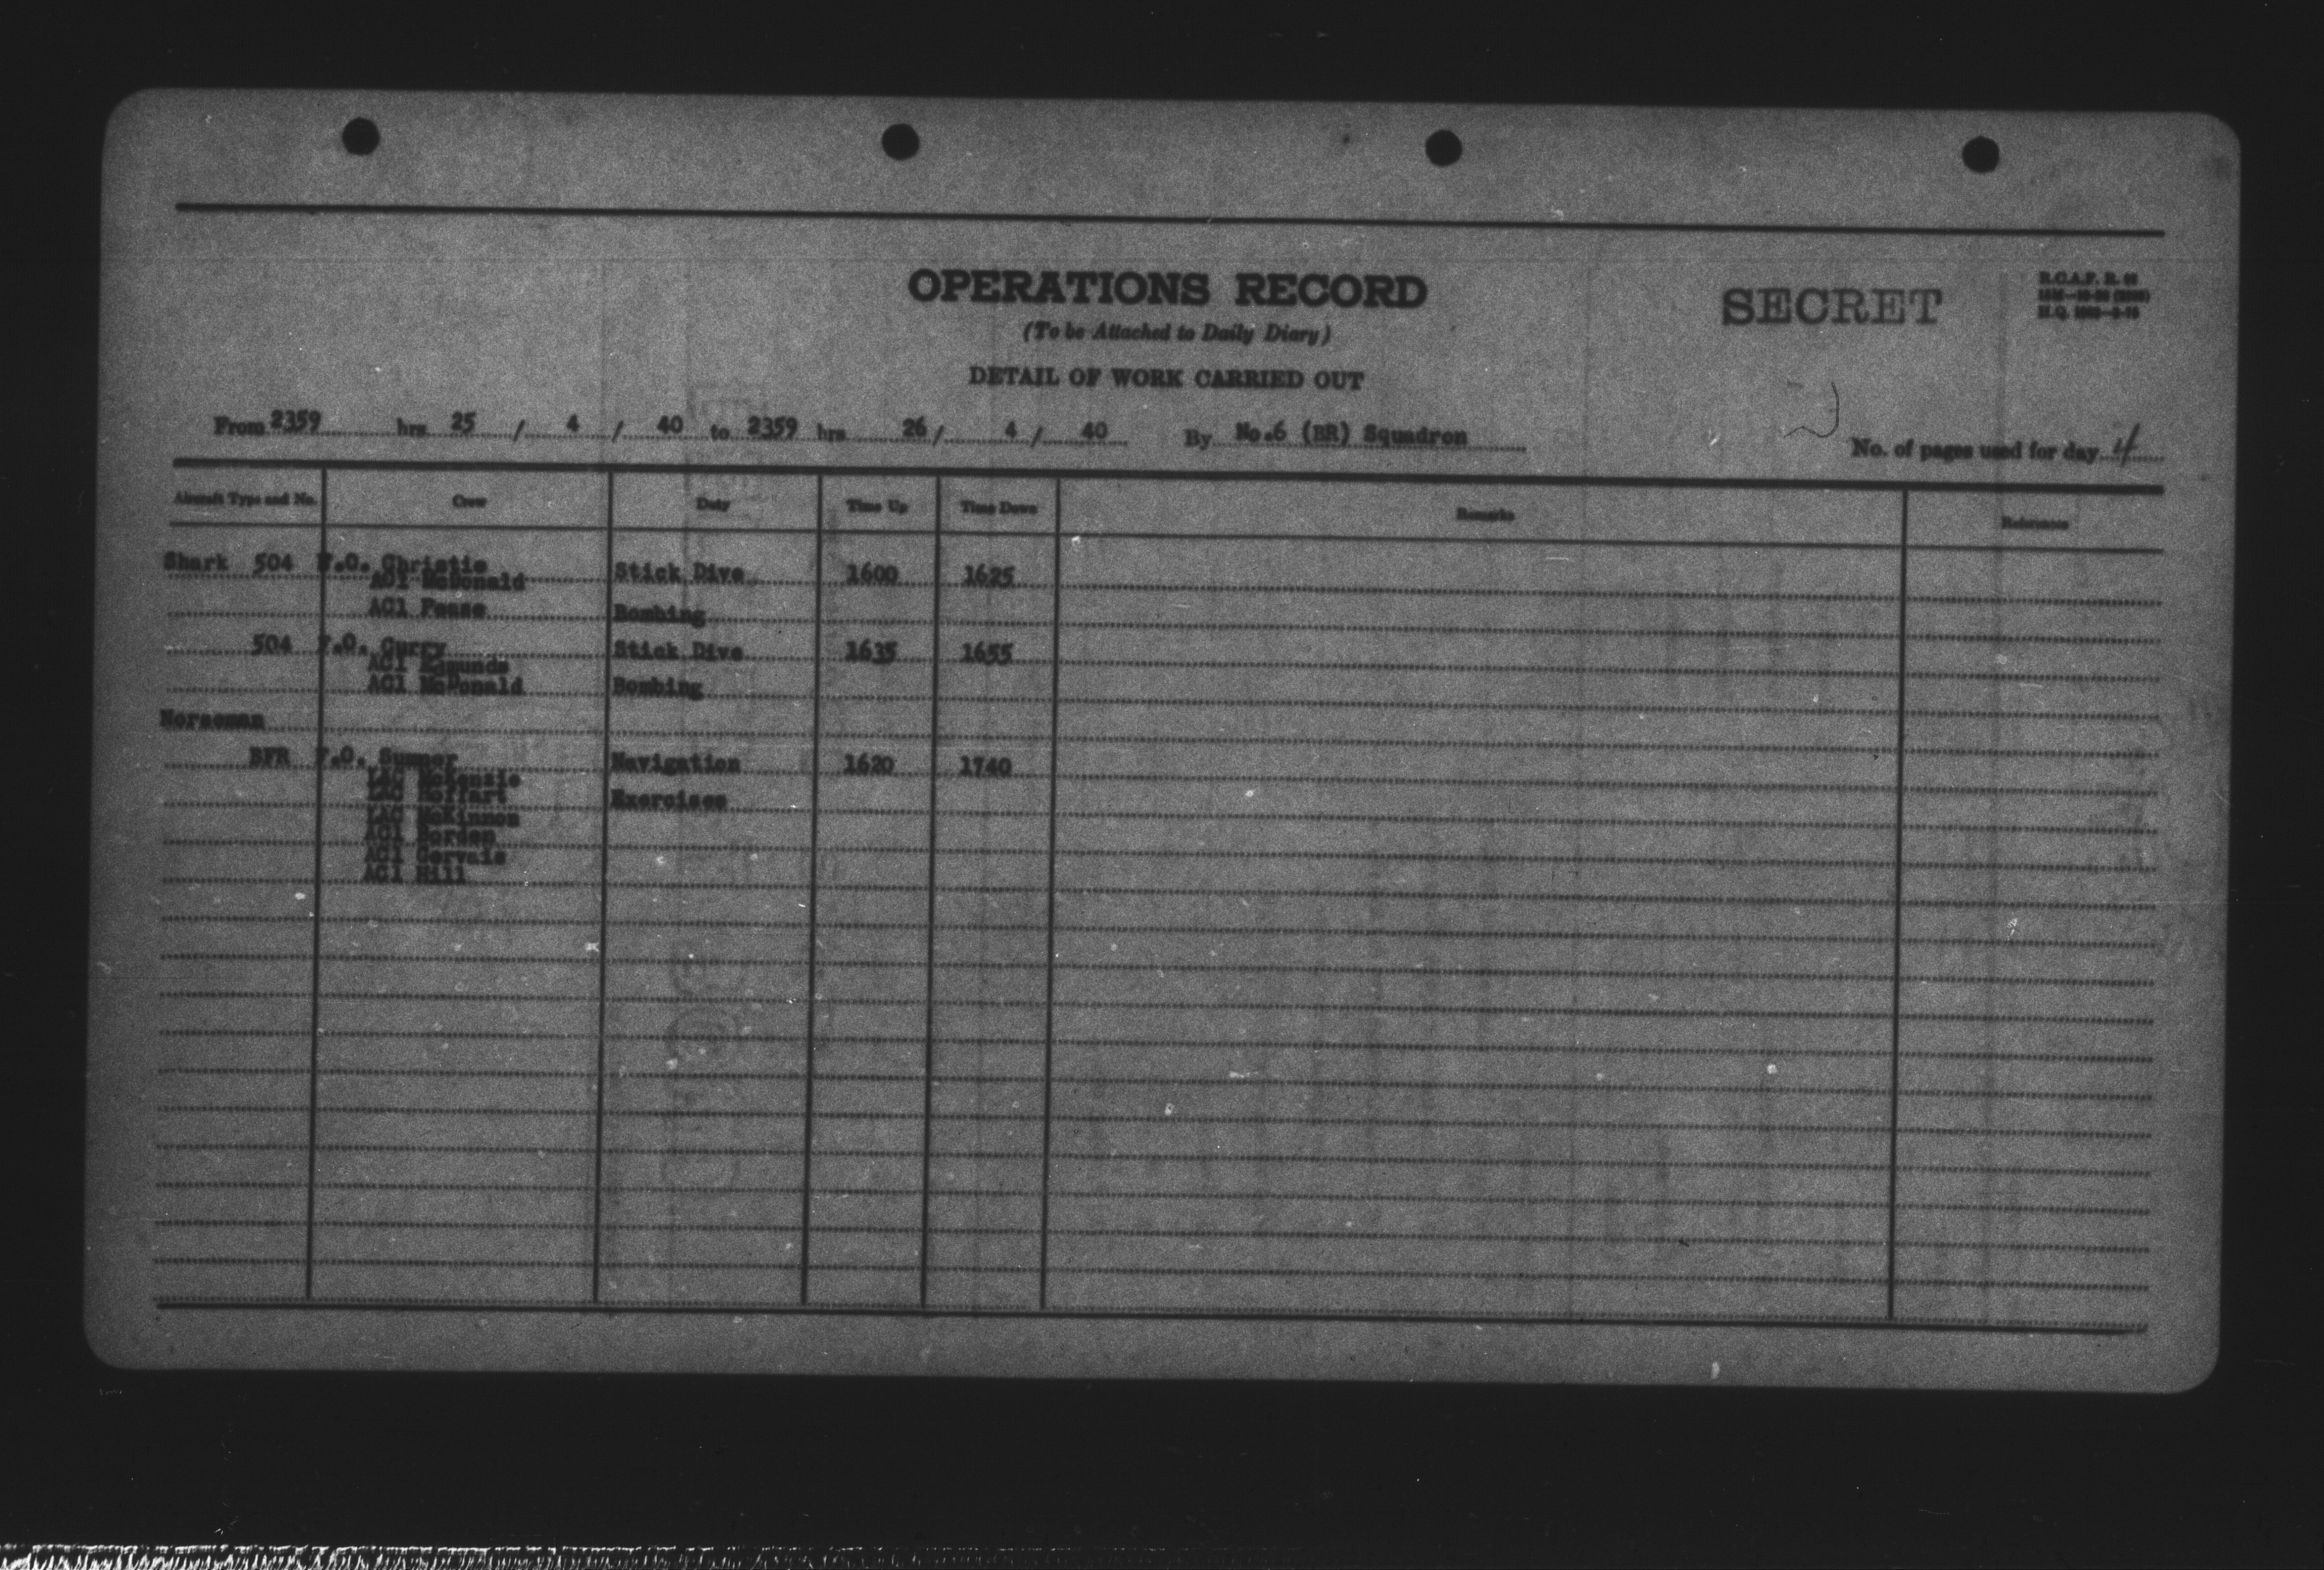 OPERATIONS RECORD
SECRET
R.C.A.F. R.
(To be Attached to Daily Diary)
H.Q.
DETAIL OF WORK CARRIED OUT
From 2359 hrs 25 / 4 / 40 to 2359 hrs 26 / 4 / 40 By No.6 (BR) Squadron No. of pages used for day 4
Aircraft Type and No. Crew Duty Time Up Time Down Remarks References
Shark 504 F.O. Christie Stick Dive 1600 1625
AC1 McDonald
AC1 Pease Bombing
504 F.O. Gurry Stick Dive 1635 1655
AC1 Edmunds
AC1 McDonald Bombing
Norseman
BFR F.O. Sumner Navigation 1620 1740
LAC McKenzie
LAC Hoffart Exercises
LAC McKinnon
AC1 Borden
AC1 Gervais
AC1 Hill